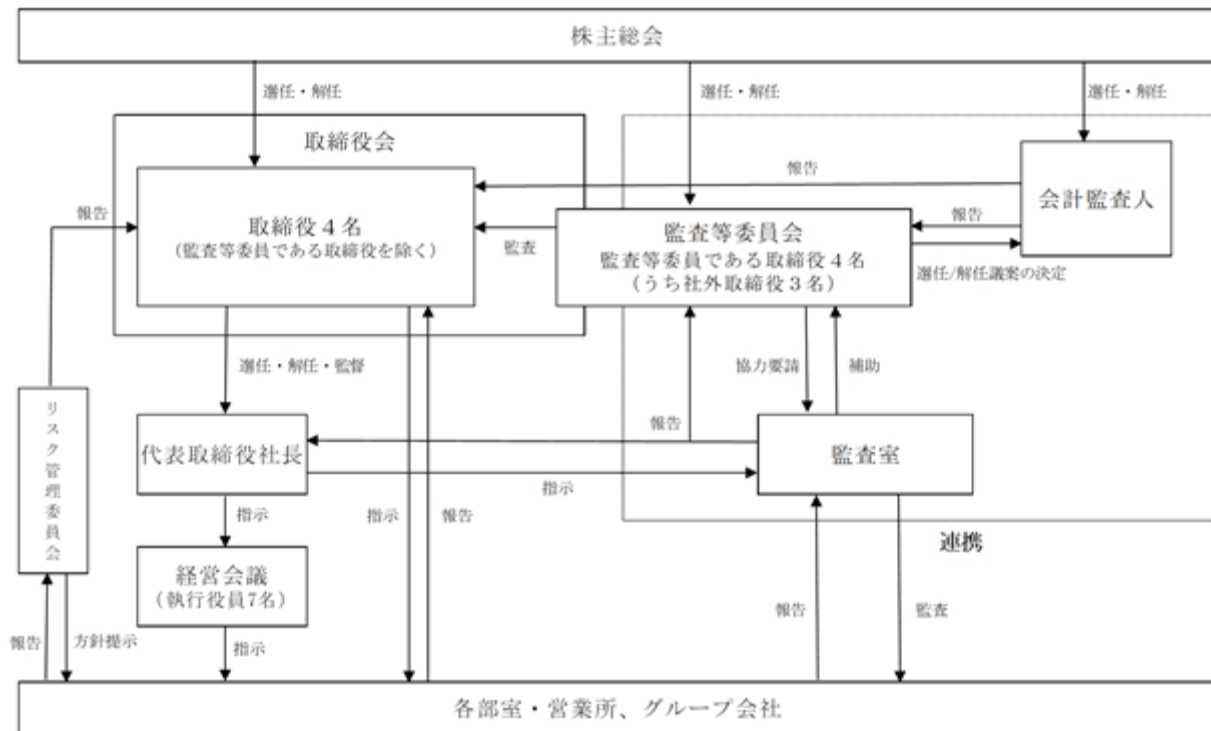 株主総会
選任・解任
選任・解任
選任・解任
取締役会
報告
会計監査人
取締役４名
(監査等委員である取締役を除く)
報告
監査
監査等委員会
監査等委員である取締役４名
(うち社外取締役３名)
報告
選任/解任議案の決定
選任・解任・監督
協力要請
補助
リスク管理委員会
代表取締役社長
報告
監査室
指示
指示
指示
報告
連携
経営会議
(執行役員7名)
報告
方針提示
指示
報告
監査
各部室・営業所、グループ会社